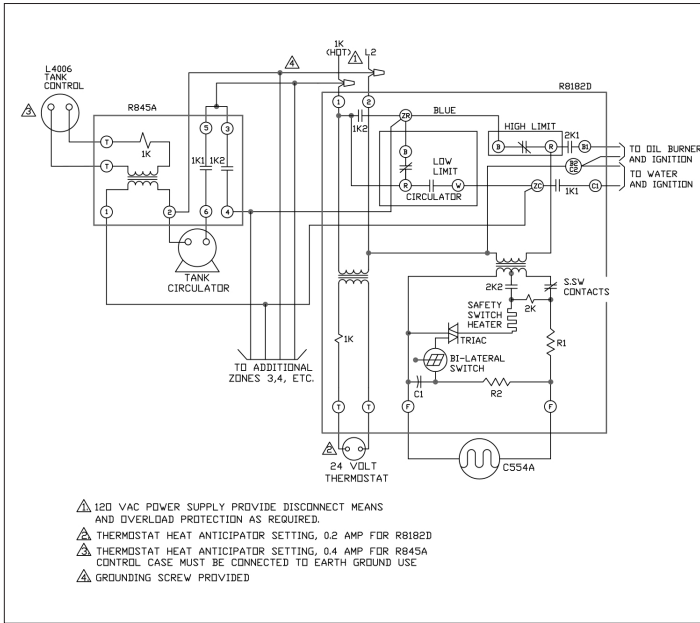 1K
(HOT) 1 L2
4
L4006
TANK
CONTROL
3
R845A
R8182D
T
1K
T
5
3
1K1
1K2
1
2
6
4
TANK
CIRCULATOR
1
2
1K2
ZR
BLUE
HIGH LIMIT
B
R
2K1
B1
TO OIL BURNER
AND IGNITION
B2
C2
TO WATER
AND IGNITION
B
LOW
LIMIT
R
W
CIRCULATOR
ZC
1K1
C1
2K2
S.SW
CONTACTS
SAFETY
SWITCH
HEATER
2K
TRIAC
R1
BI-LATERAL
SWITCH
C1
R2
1K
TO ADDITIONAL
ZONES 3,4, ETC.
T
T
F
F
2
24 VOLT
THERMOSTAT
C554A
1 120 VAC POWER SUPPLY PROVIDE DISCONNECT MEANS
AND OVERLOAD PROTECTION AS REQUIRED.
2 THERMOSTAT HEAT ANTICIPATOR SETTING, 0.2 AMP FOR R8182D
3 THERMOSTAT HEAT ANTICIPATOR SETTING, 0.4 AMP FOR R845A
CONTROL CASE MUST BE CONNECTED TO EARTH GROUND USE
4 GROUNDING SCREW PROVIDED